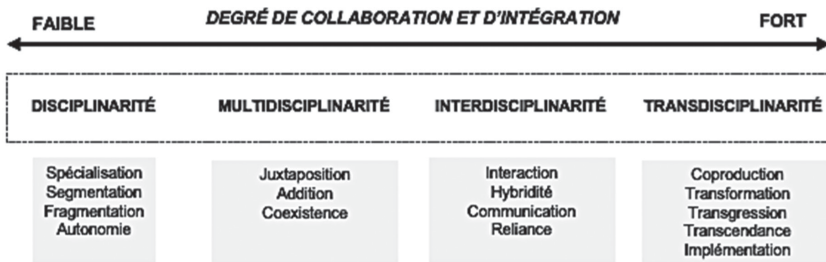 FAIBLE DEGRÉ DE COLLABORATION ET D'INTÉGRATION FORT
DISCIPLINARITÉ MULTIDISCIPLINARITÉ INTERDISCIPLINARITÉ TRANSDISCIPLINARITÉ
Spécialisation
Segmentation
Fragmentation
Autonomie
Juxtaposition
Addition
Coexistence
Interaction
Hybridité
Communication
Reliance
Coproduction
Transformation
Transgression
Transcendance
Implémentation